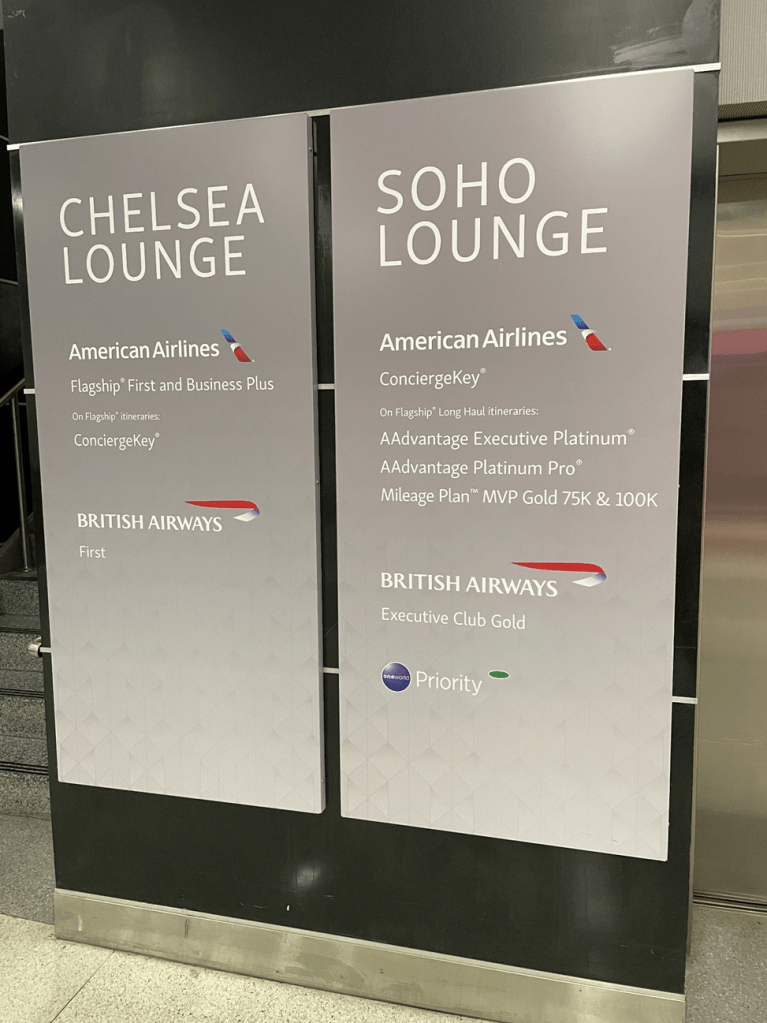 CHELSEA
LOUNGE
American Airlines
Flagship® First and Business Plus
On Flagship® itineraries:
ConciergeKey®
BRITISH AIRWAYS
First
SOHO
LOUNGE
American Airlines
ConciergeKey®
On Flagship® Long Haul itineraries:
AAdvantage Executive Platinum®
AAdvantage Platinum Pro®
Mileage Plan™ MVP Gold 75K & 100K
BRITISH AIRWAYS
Executive Club Gold
oneworld Priority